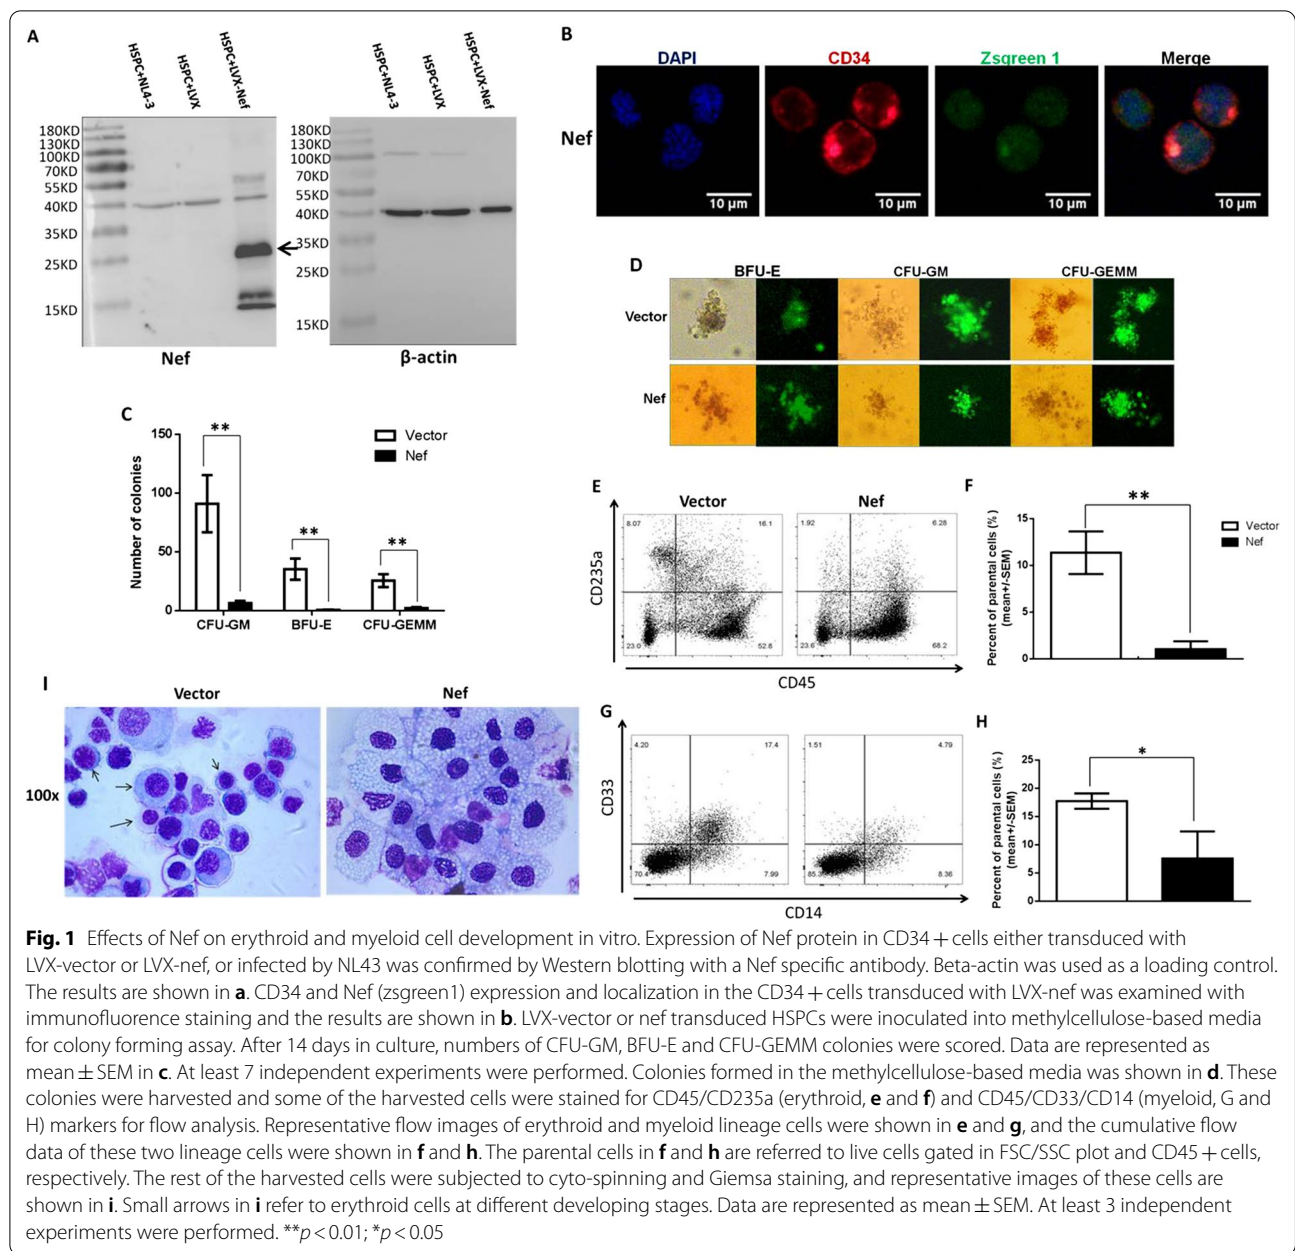 A
HSPC+NL4-3
HSPC+LVX
HSPC+LVX-Nef
180KD
130KD
100KD
70KD
55KD
40KD
35KD
25KD
15KD
Nef
HSPC+NL4-3
HSPC+LVX
HSPC+LVX-Nef
180KD
130KD
100KD
70KD
55KD
40KD
35KD
25KD
15KD
β-actin
B
DAPI CD34 Zsgreen 1 Merge
Nef
10 µm 10 µm 10 µm 10 µm
C
Number of colonies
150
100
50
0
** ** **
Vector
Nef
CFU-GM BFU-E CFU-GEMM
D
BFU-E CFU-GM CFU-GEMM
Vector
Nef
E
Vector Nef
CD235a
8.07 16.1 1.92 6.28
23.0 52.8 23.6 68.2
CD45
F
Percent of parental cells (%)
(mean+/-SEM)
15
10
5
0
**
Vector
Nef
G
CD33
4.20 17.4 1.51 4.79
70.4 7.99 85.3 8.36
CD14
H
Percent of parental cells (%)
(mean+/-SEM)
25
20
15
10
5
0
*
I
Vector Nef
100x
Fig. 1 Effects of Nef on erythroid and myeloid cell development in vitro. Expression of Nef protein in CD34+cells either transduced with
LVX-vector or LVX-nef, or infected by NL43 was confirmed by Western blotting with a Nef specific antibody. Beta-actin was used as a loading control.
The results are shown in a. CD34 and Nef (zsgreen1) expression and localization in the CD34+cells transduced with LVX-nef was examined with
immunofluorence staining and the results are shown in b. LVX-vector or nef transduced HSPCs were inoculated into methylcellulose-based media
for colony forming assay. After 14 days in culture, numbers of CFU-GM, BFU-E and CFU-GEMM colonies were scored. Data are represented as
mean±SEM in c. At least 7 independent experiments were performed. Colonies formed in the methylcellulose-based media was shown in d. These
colonies were harvested and some of the harvested cells were stained for CD45/CD235a (erythroid, e and f) and CD45/CD33/CD14 (myeloid, G and
H) markers for flow analysis. Representative flow images of erythroid and myeloid lineage cells were shown in e and g, and the cumulative flow
data of these two lineage cells were shown in f and h. The parental cells in f and h are referred to live cells gated in FSC/SSC plot and CD45+cells,
respectively. The rest of the harvested cells were subjected to cyto-spinning and Giemsa staining, and representative images of these cells are
shown in i. Small arrows in i refer to erythroid cells at different developing stages. Data are represented as mean±SEM. At least 3 independent
experiments were performed. **p<0.01; *p<0.05